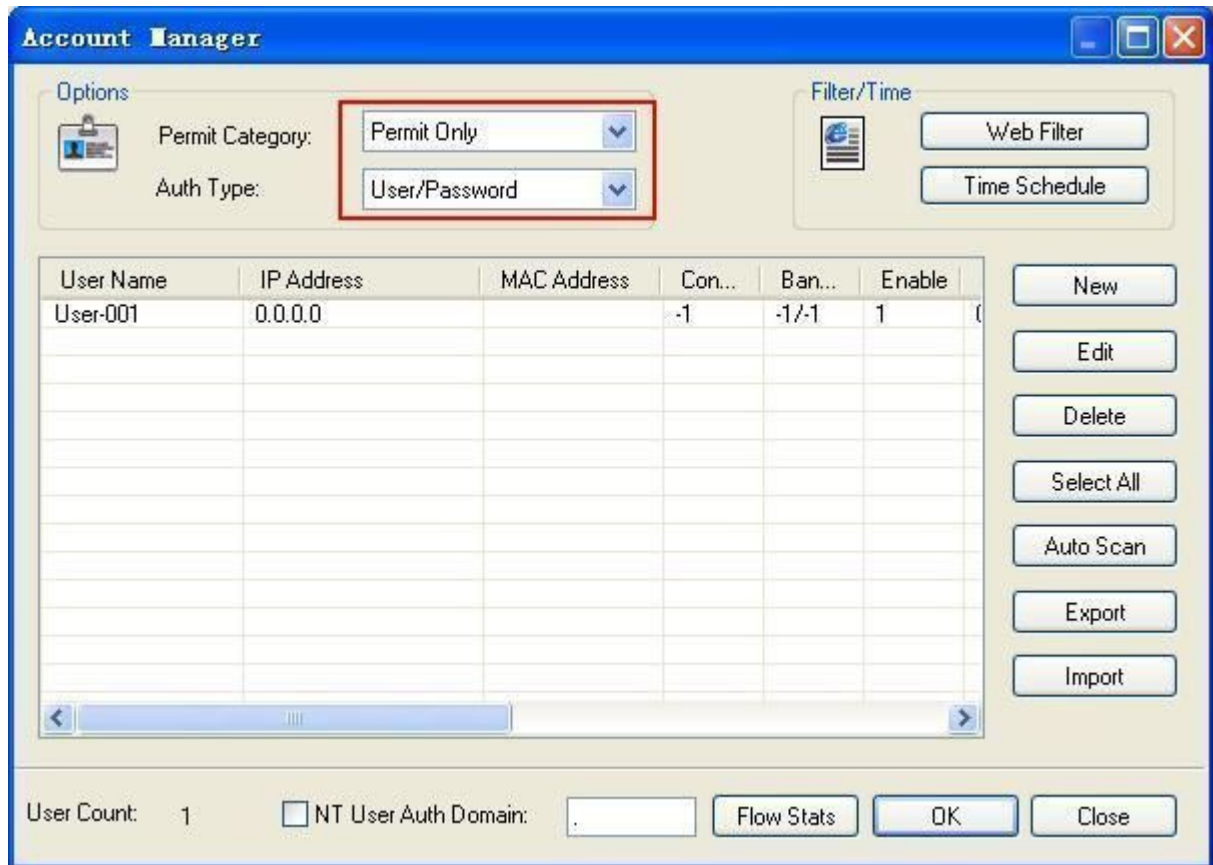 Account Manager
Options
Permit Category: Permit Only
Auth Type: User/Password
Filter/Time
Web Filter
Time Schedule
User Name IP Address MAC Address Con... Ban... Enable
User-001 0.0.0.0 -1 -1/-1 1
New
Edit
Delete
Select All
Auto Scan
Export
Import
User Count: 1 NT User Auth Domain: . Flow Stats OK Close